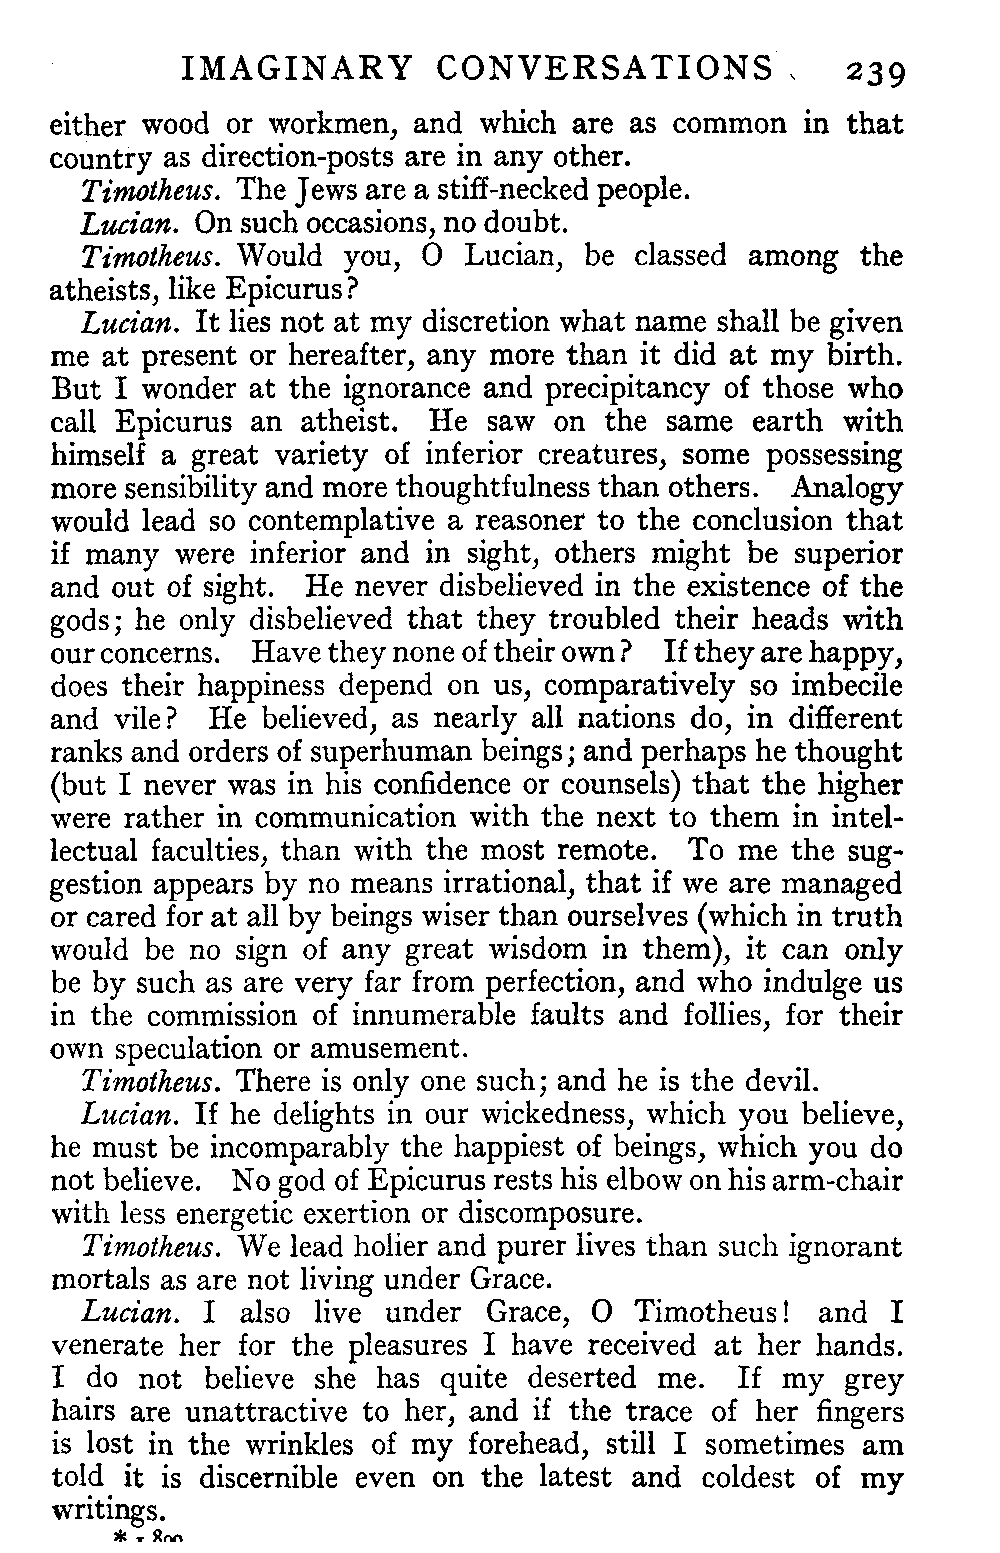 IMAGINARY CONVERSATIONS 239
either wood or workmen, and which are as common in that
country as direction-posts are in any other.
Timotheus. The Jews are a stiff-necked people.
Lucian. On such occasions, no doubt.
Timotheus. Would you, O Lucian, be classed among the
atheists, like Epicurus?
Lucian. It lies not at my discretion what name shall be given
me at present or hereafter, any more than it did at my birth.
But I wonder at the ignorance and precipitancy of those who
call Epicurus an atheist. He saw on the same earth with
himself a great variety of inferior creatures, some possessing
more sensibility and more thoughtfulness than others. Analogy
would lead so contemplative a reasoner to the conclusion that
if many were inferior and in sight, others might be superior
and out of sight. He never disbelieved in the existence of the
gods; he only disbelieved that they troubled their heads with
our concerns. Have they none of their own? If they are happy,
does their happiness depend on us, comparatively so imbecile
and vile? He believed, as nearly all nations do, in different
ranks and orders of superhuman beings; and perhaps he thought
(but I never was in his confidence or counsels) that the higher
were rather in communication with the next to them in intel-
lectual faculties, than with the most remote. To me the sug-
gestion appears by no means irrational, that if we are managed
or cared for at all by beings wiser than ourselves (which in truth
would be no sign of any great wisdom in them), it can only
be by such as are very far from perfection, and who indulge us
in the commission of innumerable faults and follies, for their
own speculation or amusement.
Timotheus. There is only one such; and he is the devil.
Lucian. If he delights in our wickedness, which you believe,
he must be incomparably the happiest of beings, which you do
not believe. No god of Epicurus rests his elbow on his arm-chair
with less energetic exertion or discomposure.
Timotheus. We lead holier and purer lives than such ignorant
mortals as are not living under Grace.
Lucian. I also live under Grace, O Timotheus! and I
venerate her for the pleasures I have received at her hands.
I do not believe she has quite deserted me. If my grey
hairs are unattractive to her, and if the trace of her fingers
is lost in the wrinkles of my forehead, still I sometimes am
told it is discernible even on the latest and coldest of my
writings.